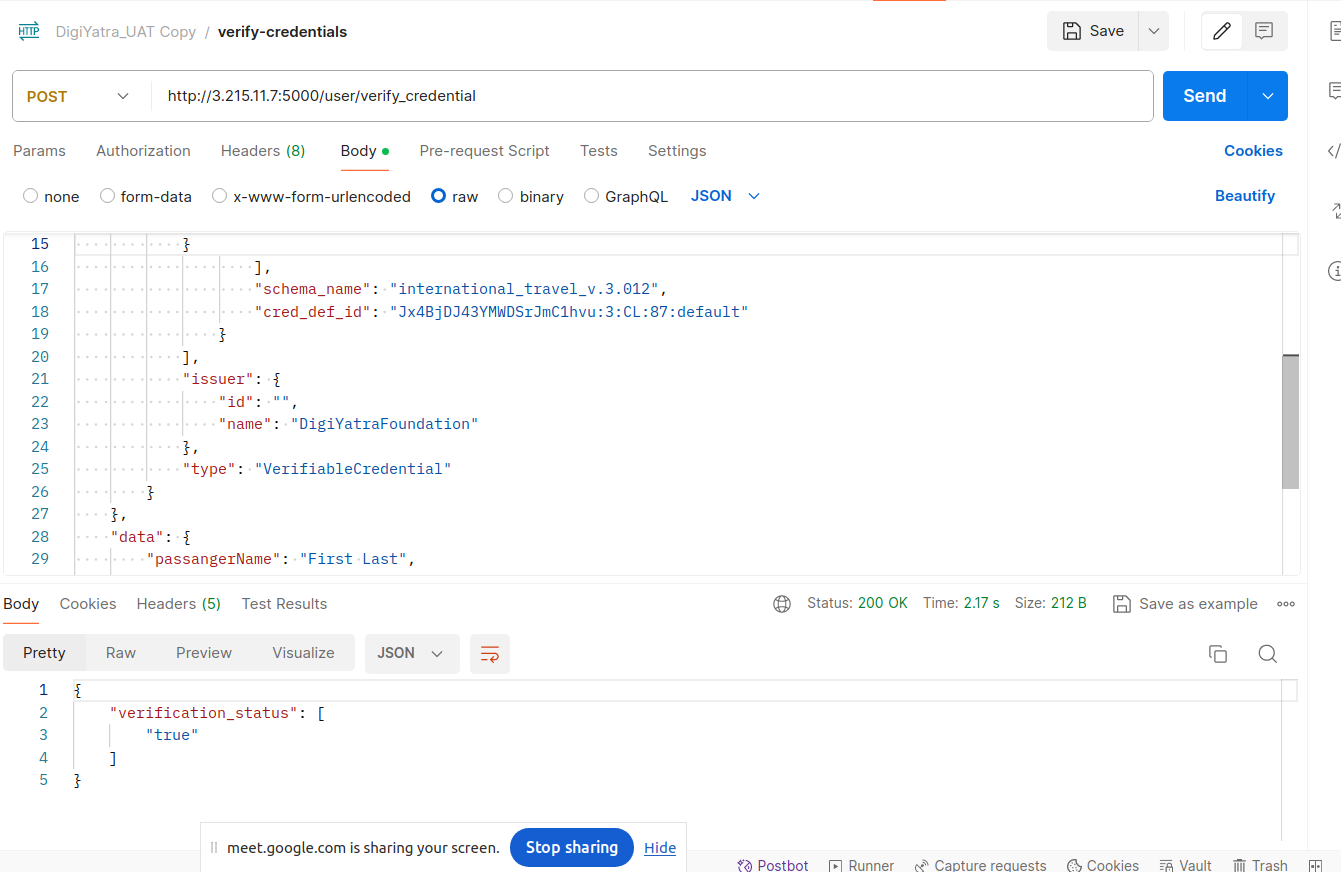 HTTP DigiYatra_UAT Copy / verify-credentials Save
POST http://3.215.11.7:5000/user/verify_credential Send
Params Authorization Headers (8) Body Pre-request Script Tests Settings Cookies
none form-data x-www-form-urlencoded raw binary GraphQL JSON Beautify
15 }
16 ],
17 "schema_name": "international_travel_v.3.012",
18 "cred_def_id": "Jx4BjDJ43YMWDSrJmC1hvu:3:CL:87:default"
19 }
20 ],
21 "issuer": {
22 "id": "",
23 "name": "DigiYatraFoundation"
24 },
25 "type": "VerifiableCredential"
26 }
27 },
28 "data": {
29 "passangerName": "First Last",
Body Cookies Headers (5) Test Results Status: 200 OK Time: 2.17 s Size: 212 B Save as example
Pretty Raw Preview Visualize JSON
1 {
2 "verification_status": [
3 "true"
4 ]
5 }
meet.google.com is sharing your screen. Stop sharing Hide
Postbot Runner Capture requests Cookies Vault Trash